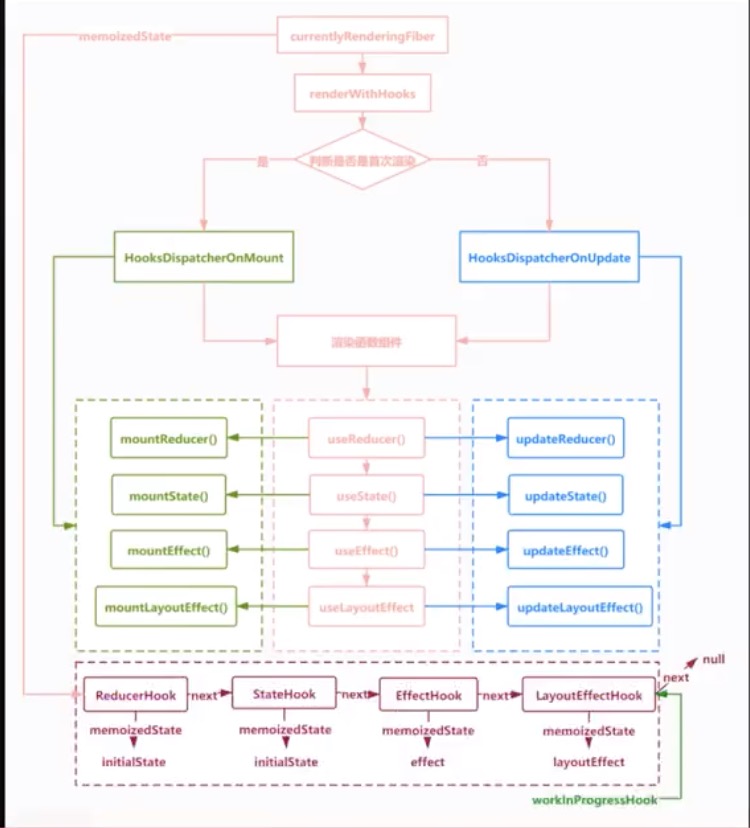 currentlyRenderingFiber
memoizedState
renderWithHooks
判断是否是首次渲染
是
否
HooksDispatcherOnMount
HooksDispatcherOnUpdate
渲染函数组件
mountReducer()
useReducer()
updateReducer()
mountState()
useState()
updateState()
mountEffect()
useEffect()
updateEffect()
mountLayoutEffect()
useLayoutEffect
updateLayoutEffect()
null
next
ReducerHook
next
StateHook
next
EffectHook
next
LayoutEffectHook
memoizedState
memoizedState
memoizedState
memoizedState
initialState
initialState
effect
layoutEffect
workInProgressHook